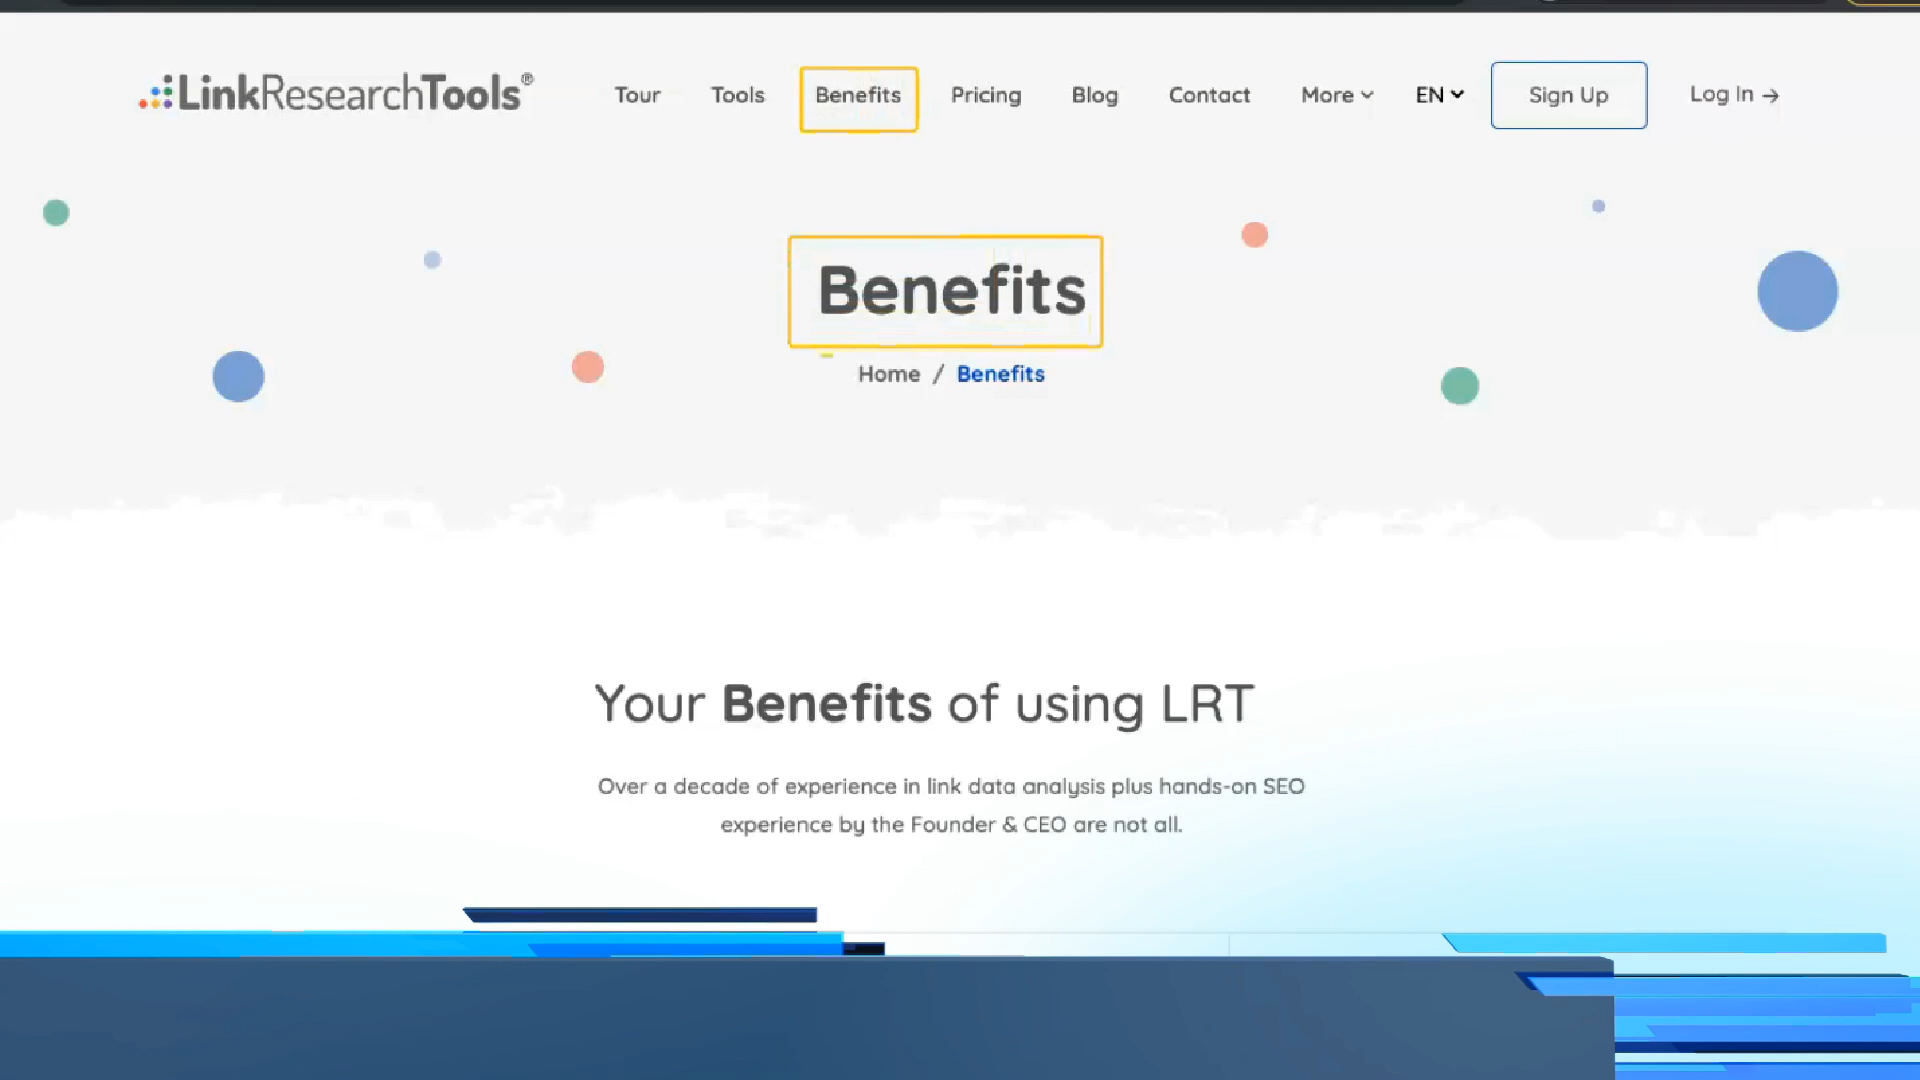 LinkResearchTools®
Tour
Tools
Benefits
Pricing
Blog
Contact
More
EN
Sign Up
Log In →
Benefits
Home / Benefits
Your Benefits of using LRT
Over a decade of experience in link data analysis plus hands-on SEO
experience by the Founder & CEO are not all.